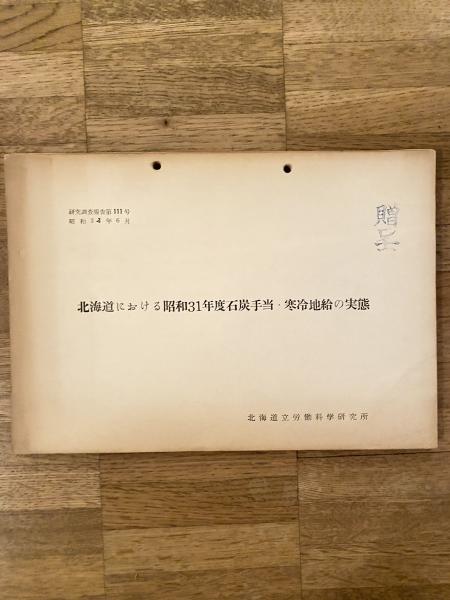 研究調査報告第111号
昭和32年6月
贈呈
北海道における昭和31年度石炭手当・寒冷地給の実態
北海道立労働科学研究所